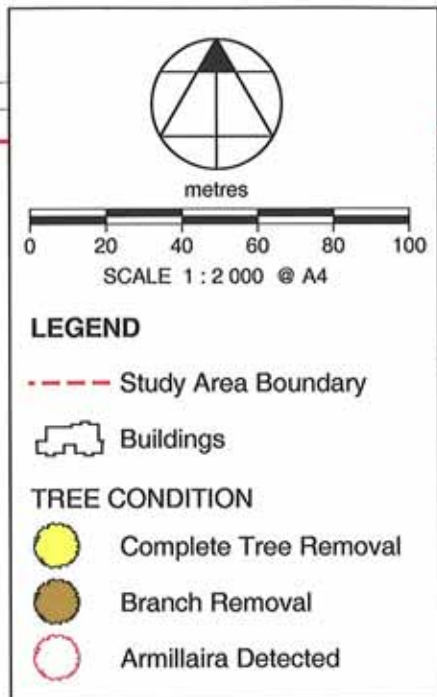 metres
0 20 40 60 80 100
SCALE 1 : 2 000 @ A4
LEGEND
Study Area Boundary
Buildings
TREE CONDITION
Complete Tree Removal
Branch Removal
Armillaira Detected